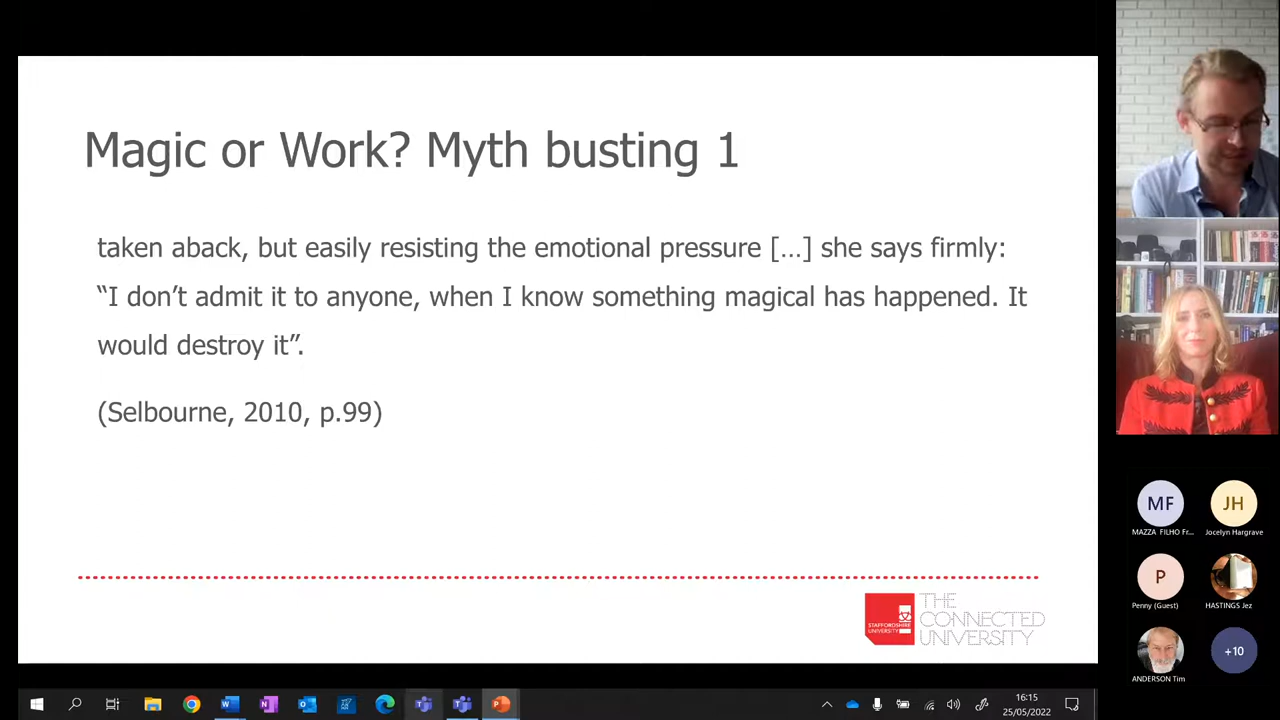 Magic or Work? Myth busting 1
taken aback, but easily resisting the emotional pressure […] she says firmly:
“I don’t admit it to anyone, when I know something magical has happened. It
would destroy it”.
(Selbourne, 2010, p.99)
STAFFORDSHIRE
UNIVERSITY
THE
CONNECTED
UNIVERSITY
MF
JH
MAZZA FILHO Fr...
Jocelyn Hargrave
P
Penny (Guest)
HASTINGS Jez
ANDERSON Tim
+10
16:15
25/05/2022